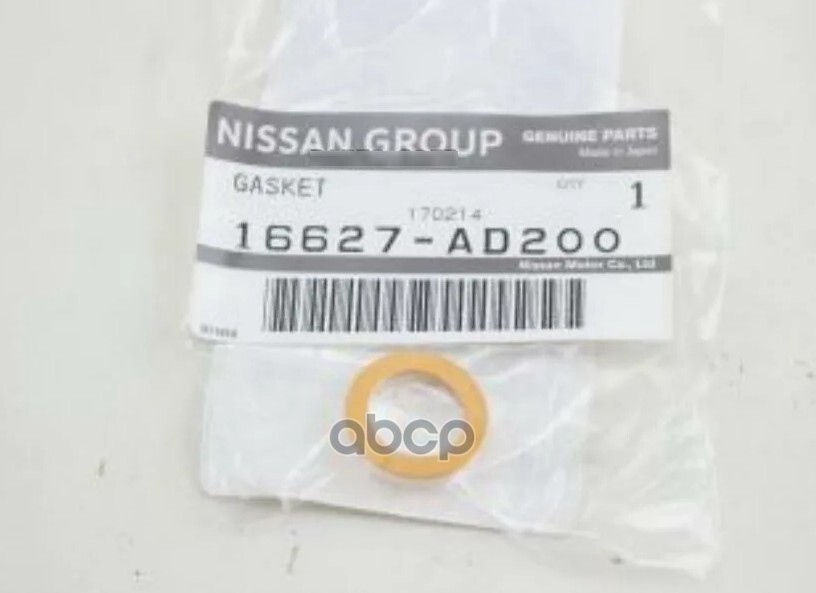 NISSAN GROUP GENUINE PARTS
Made in Japan
GASKET QTY 1
170214
16627-AD200
Nissan Motor Co., Ltd
abcp